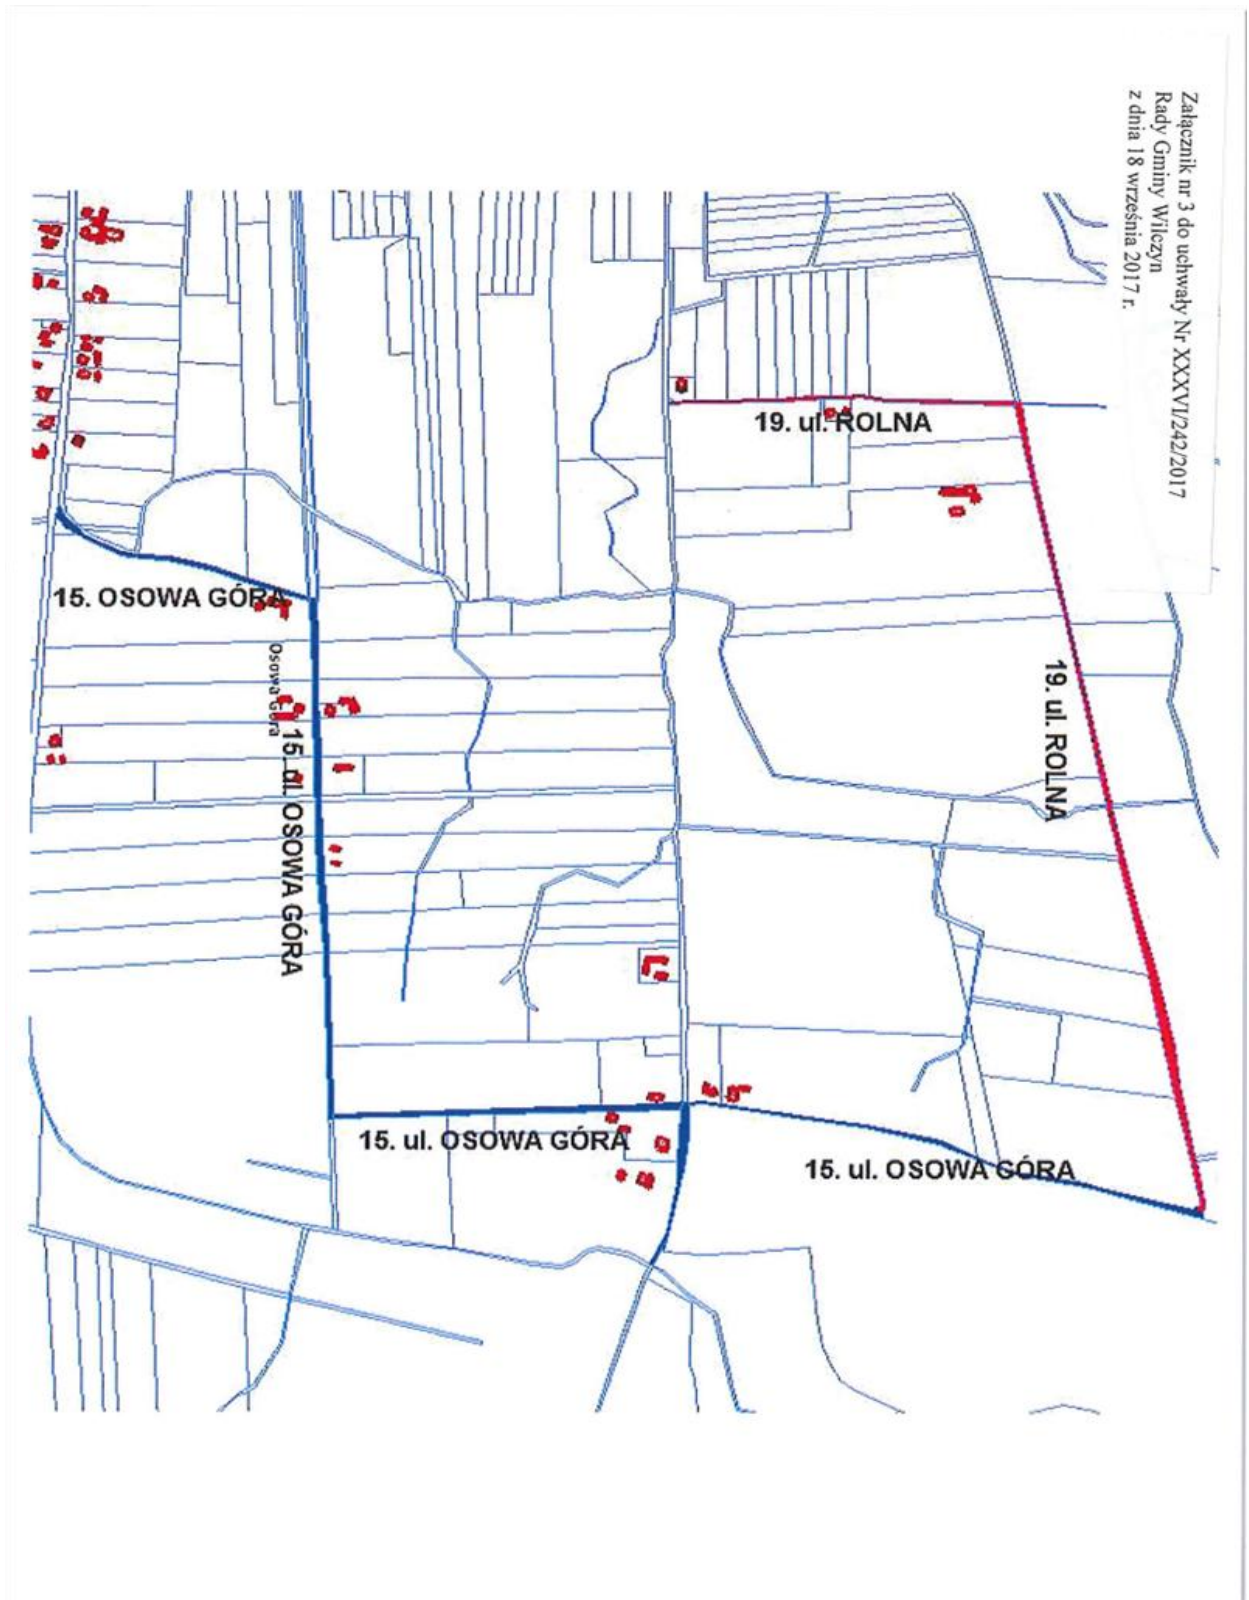 Załącznik nr 3 do uchwały Nr XXXVI/242/2017
Rady Gminy Wilczyn
z dnia 18 września 2017 r.
19. ul. ROLNA
15. OSOWA GÓRA
Osowa Góra
19. ul. ROLNA
15. ul. OSOWA GÓRA
15. ul. OSOWA GÓRA
15. ul. OSOWA GÓRA